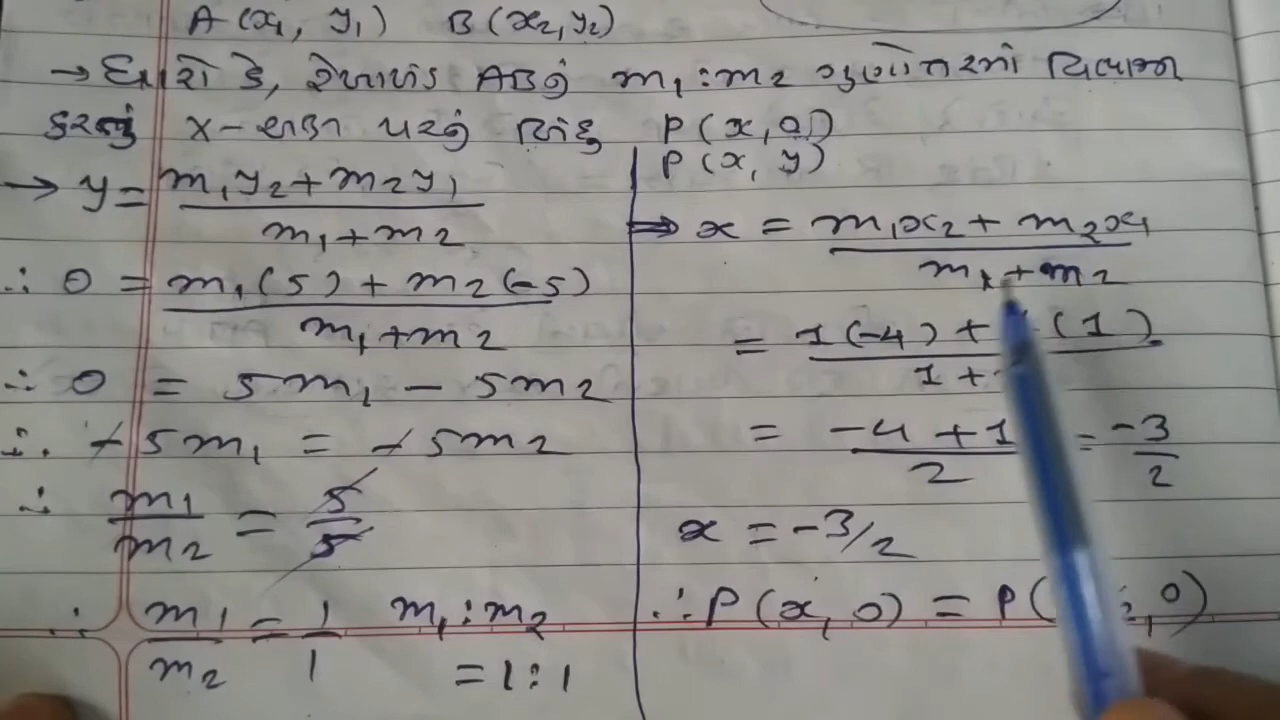 A(x1, y1) B(x2,y2)
→ ધારો કે, રેખાખંડ ABનું m1:m2 ગુણોત્તરમાં વિભાજન
કરતું x-અક્ષ પરનું બિંદુ P(x,0)
P(x, y)
→ y = m1y2+m2y1 / m1+m2
∴ 0 = m1(5) + m2(-5) / m1+m2
∴ 0 = 5m1 - 5m2
∴ +5m1 = +5m2
∴ m1/m2 = 5/5
∴ m1/m2 = 1/1 m1:m2
=1:1
⇒ x = m1x2 + m2x1 / m1+m2
= 1(-4) + (1) / 1+
= -4+1 / 2 = -3/2
x = -3/2
∴ P(x, 0) = P( 2,0)